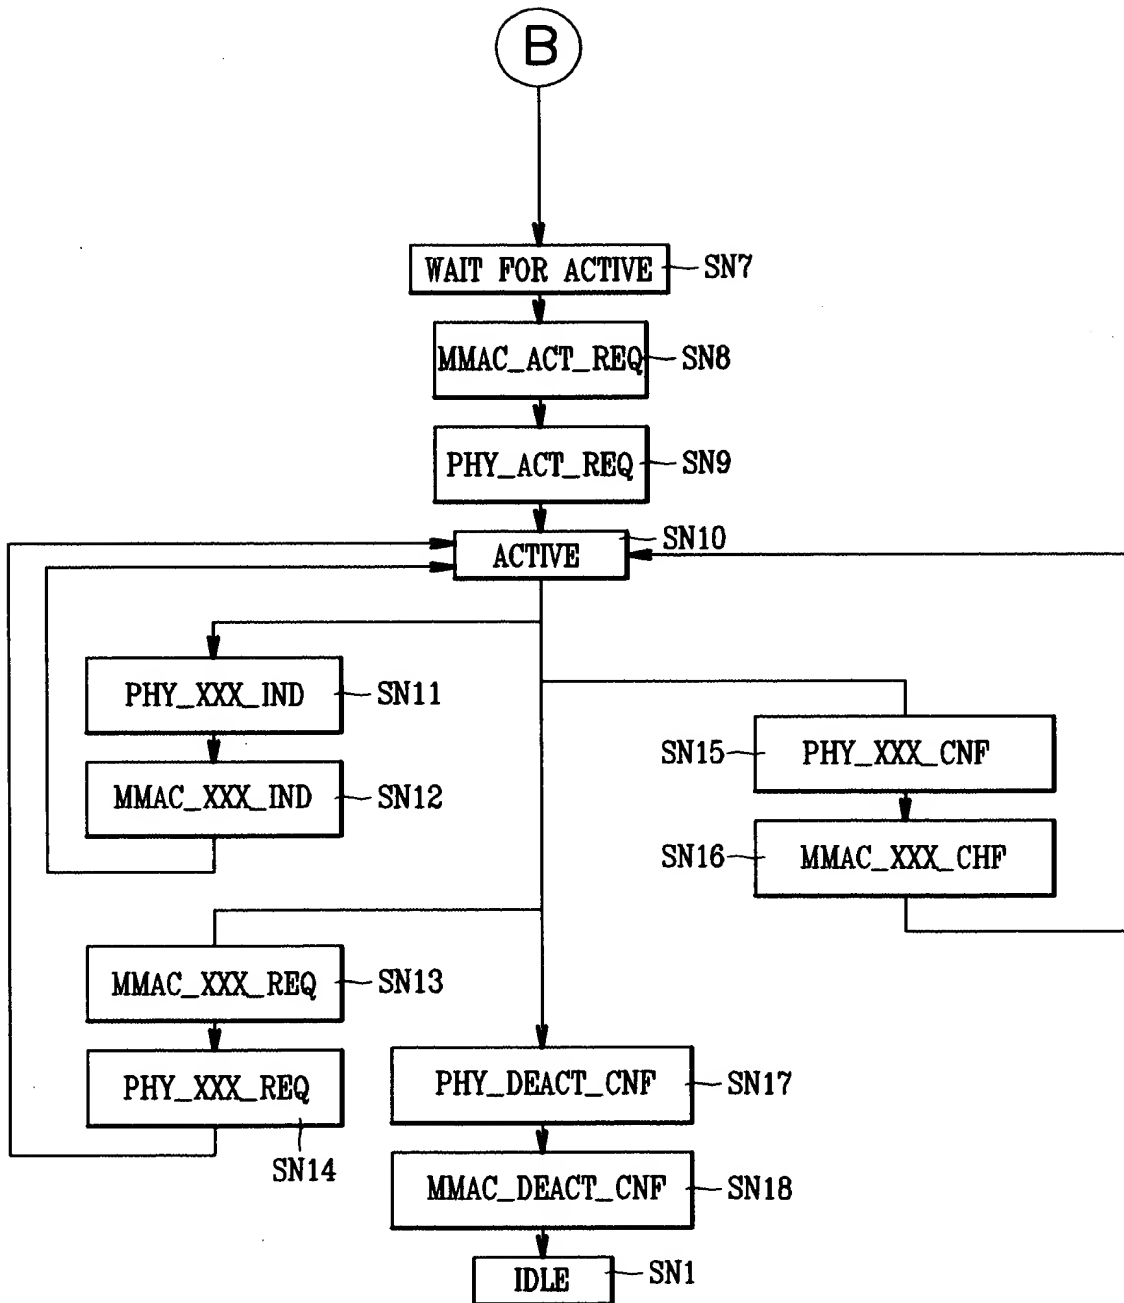 B
WAIT FOR ACTIVE SN7
MMAC_ACT_REQ SN8
PHY_ACT_REQ SN9
ACTIVE SN10
PHY_XXX_IND SN11
MMAC_XXX_IND SN12
SN15 PHY_XXX_CNF
SN16 MMAC_XXX_CHF
MMAC_XXX_REQ SN13
PHY_XXX_REQ
SN14
PHY_DEACT_CNF SN17
MMAC_DEACT_CNF SN18
IDLE SN1